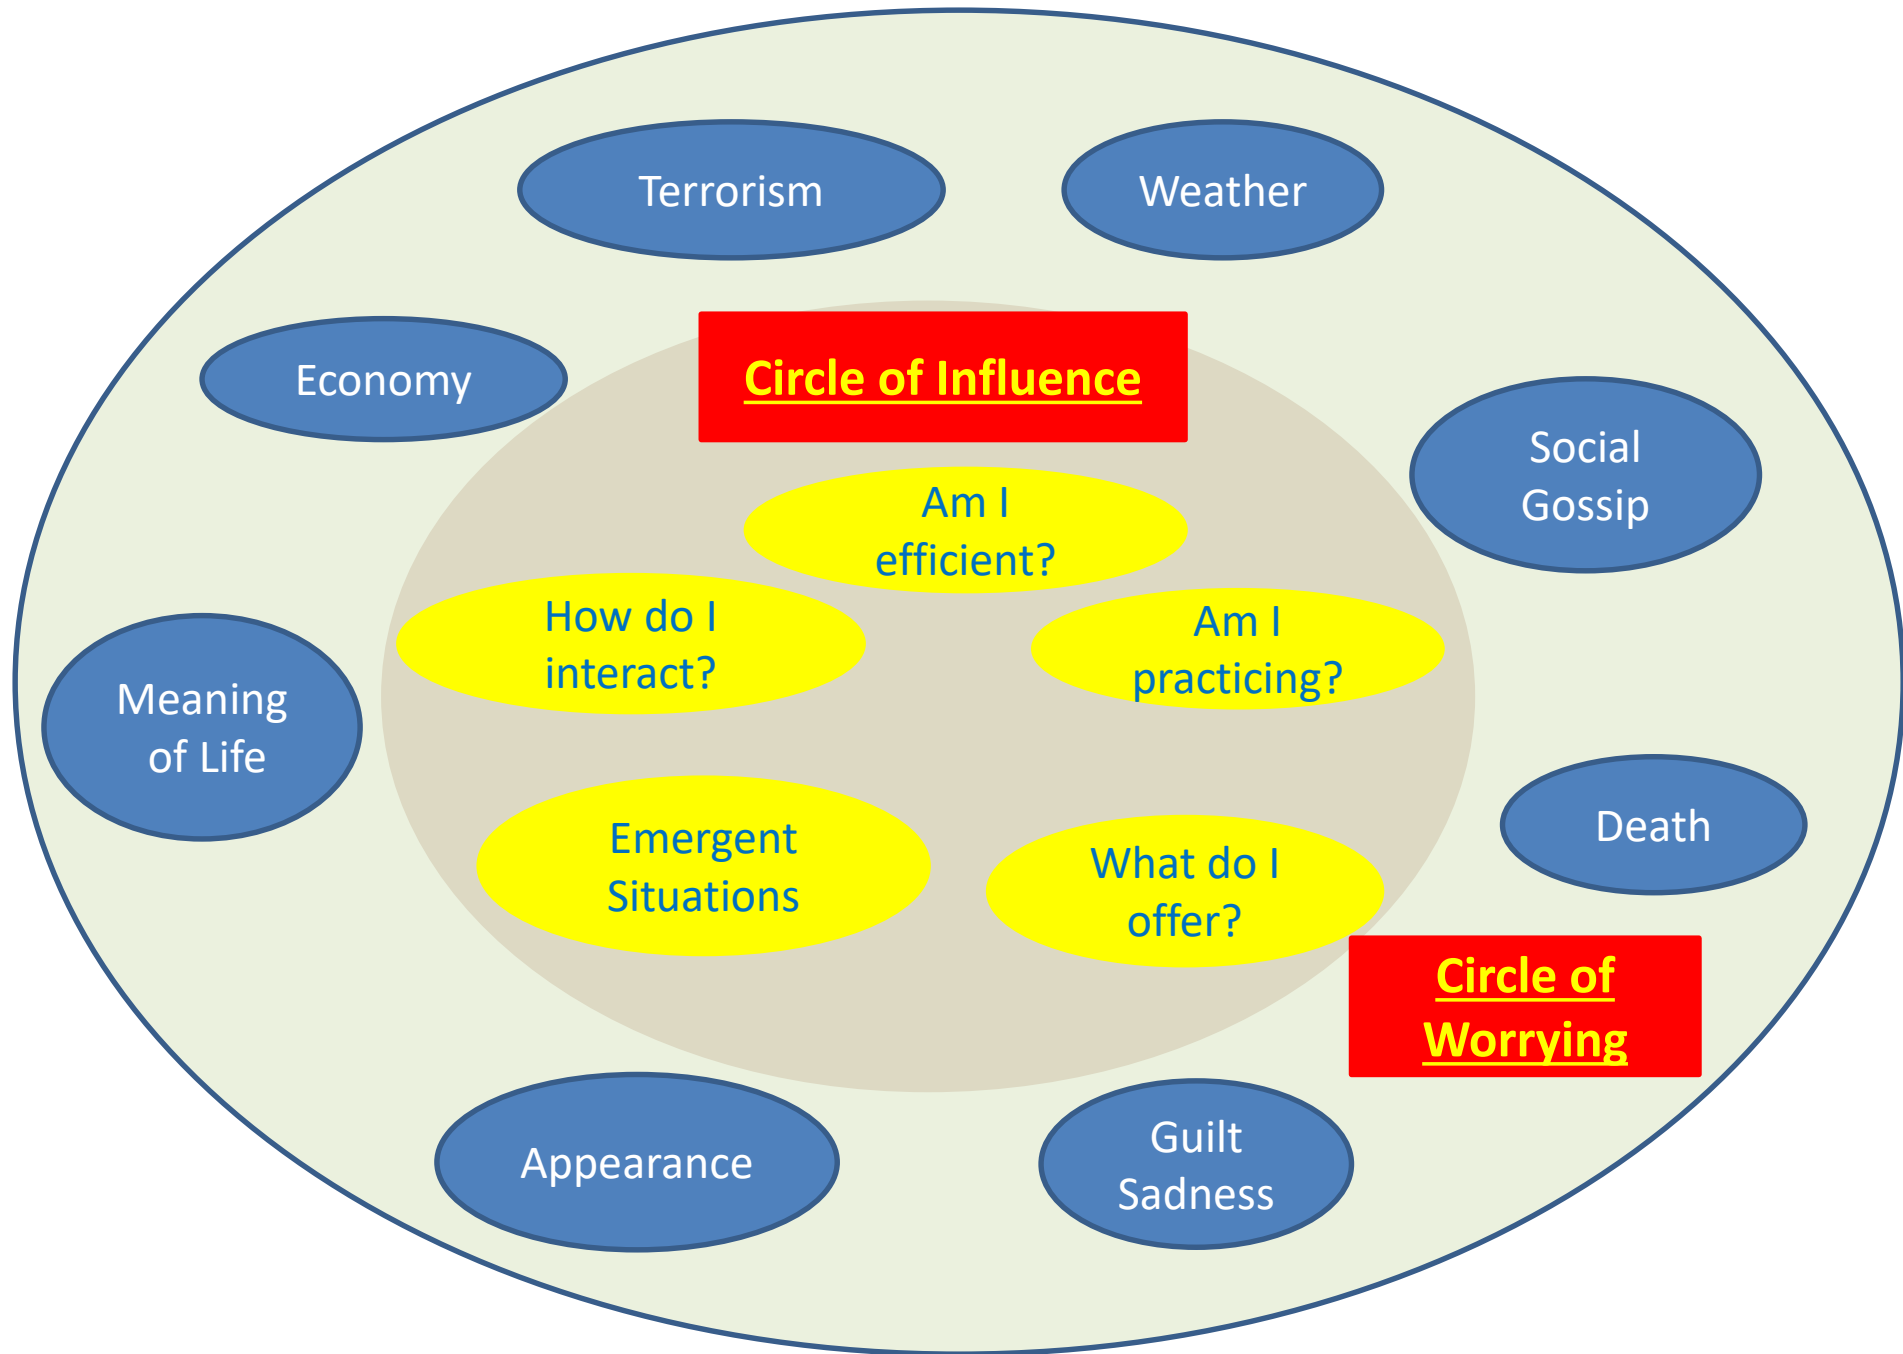 Terrorism
Weather
Economy
Circle of Influence
Social
Gossip
Am I
efficient?
How do I
interact?
Am I
practicing?
Meaning
of Life
Emergent
Situations
What do I
offer?
Death
Circle of
Worrying
Appearance
Guilt
Sadness